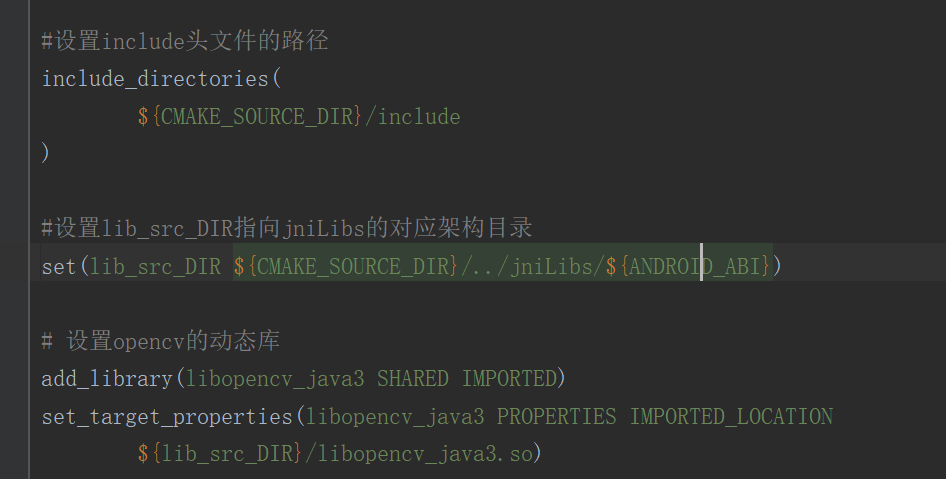 #设置include头文件的路径
include_directories(
${CMAKE_SOURCE_DIR}/include
)
#设置lib_src_DIR指向jniLibs的对应架构目录
set(lib_src_DIR ${CMAKE_SOURCE_DIR}/../jniLibs/${ANDROID_ABI})
# 设置opencv的动态库
add_library(libopencv_java3 SHARED IMPORTED)
set_target_properties(libopencv_java3 PROPERTIES IMPORTED_LOCATION
${lib_src_DIR}/libopencv_java3.so)